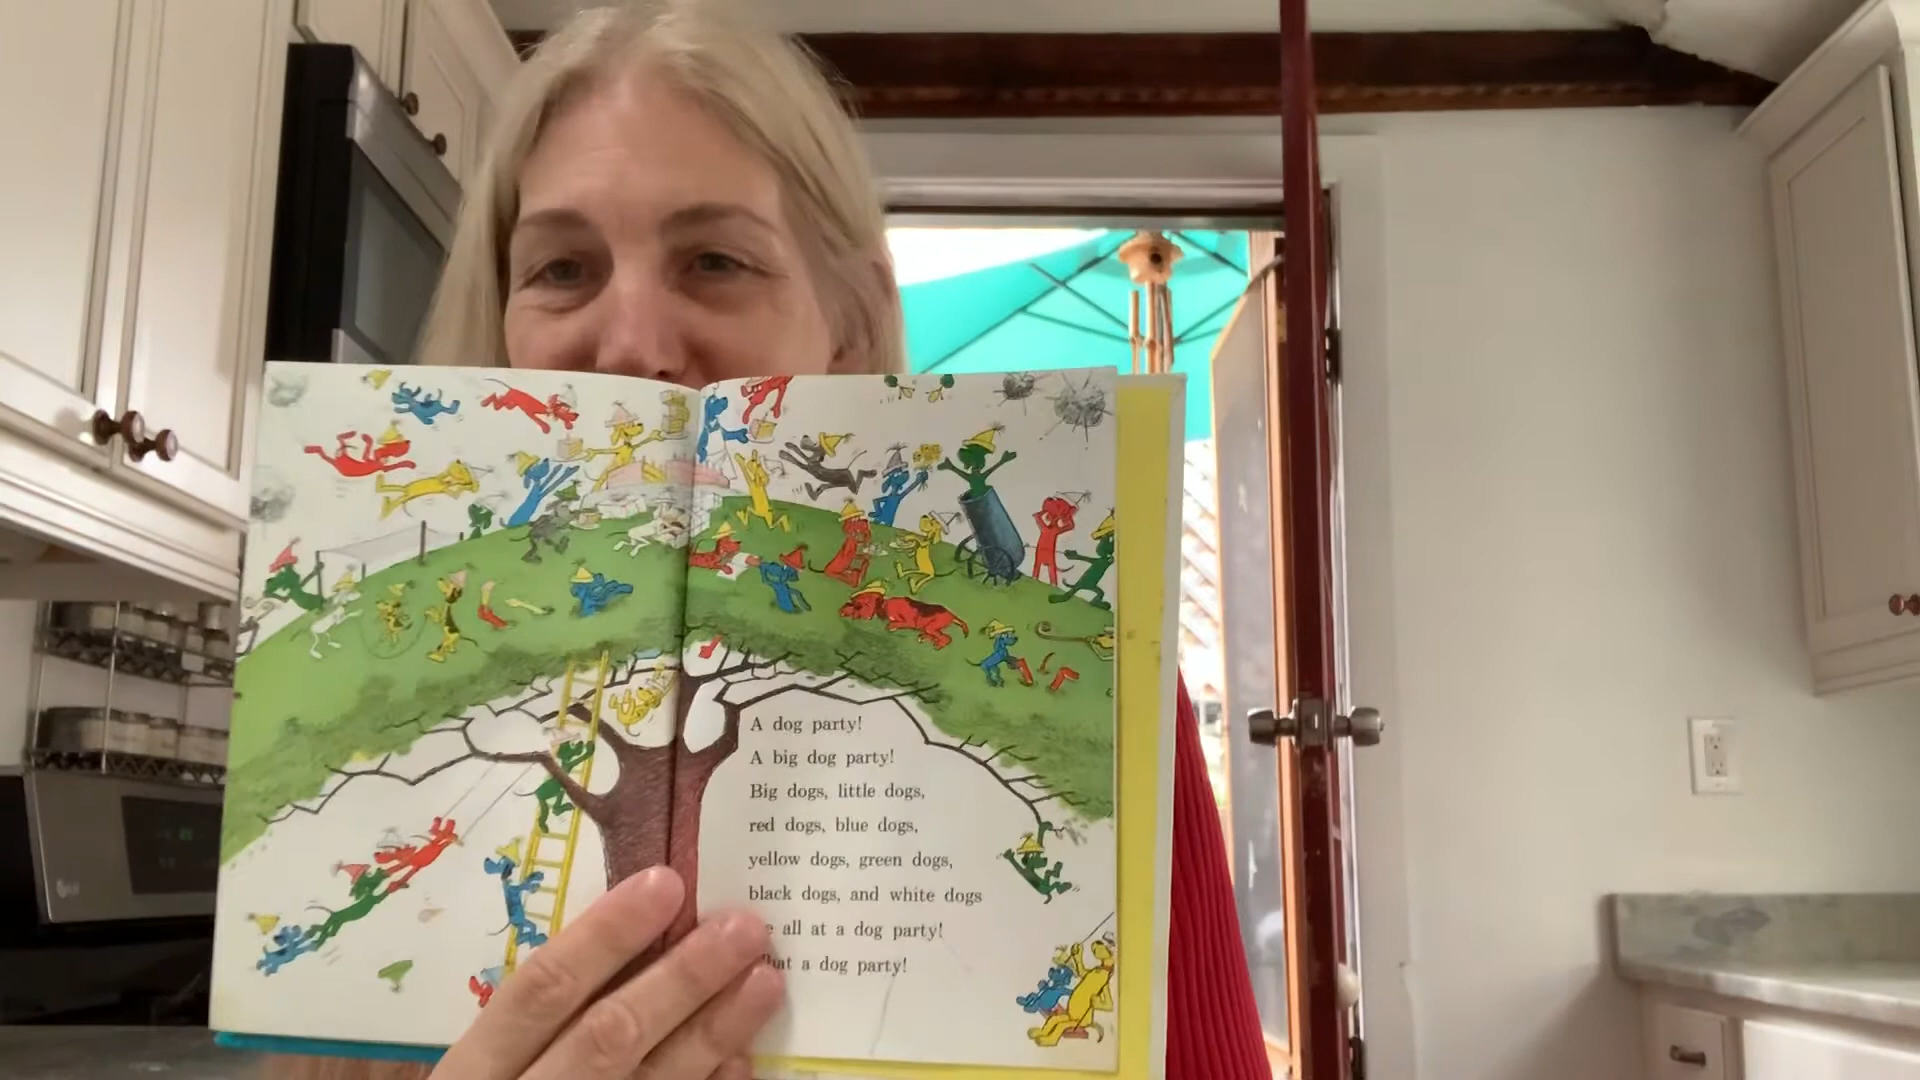 A dog party!
A big dog party!
Big dogs, little dogs,
red dogs, blue dogs,
yellow dogs, green dogs,
black dogs, and white dogs
all at a dog party!
a dog party!